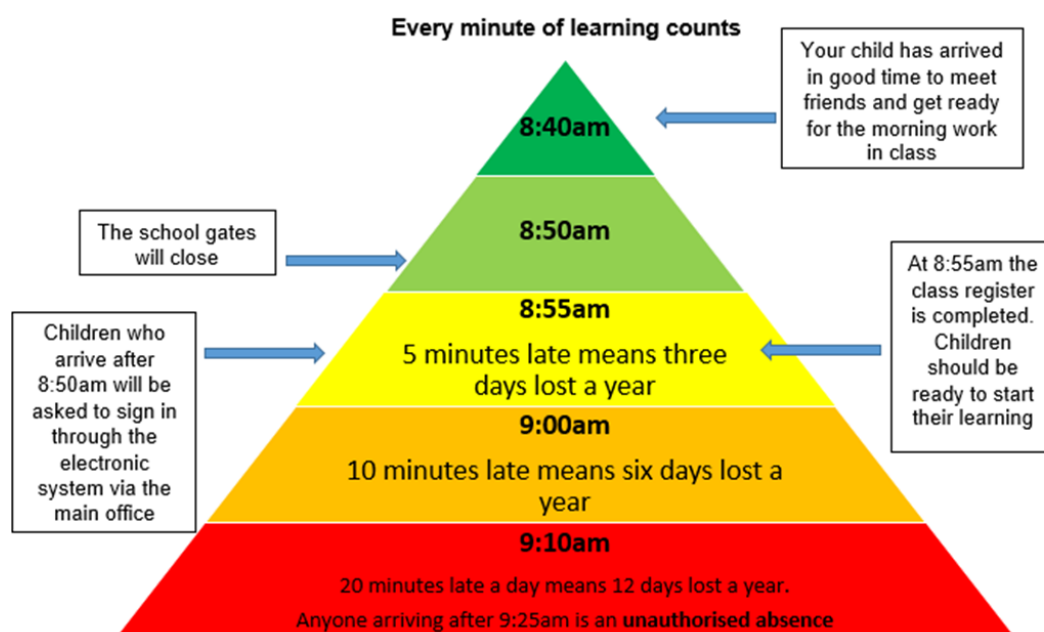 Every minute of learning counts
Your child has arrived
in good time to meet
friends and get ready
for the morning work
in class
8:40am
8:50am
The school gates
will close
8:55am
5 minutes late means three
days lost a year
At 8:55am the
class register
is completed.
Children
should be
ready to start
their learning
Children who
arrive after
8:50am will be
asked to sign in
through the
electronic
system via the
main office
9:00am
10 minutes late means six days lost a
year
9:10am
20 minutes late a day means 12 days lost a year.
Anyone arriving after 9:25am is an unauthorised absence